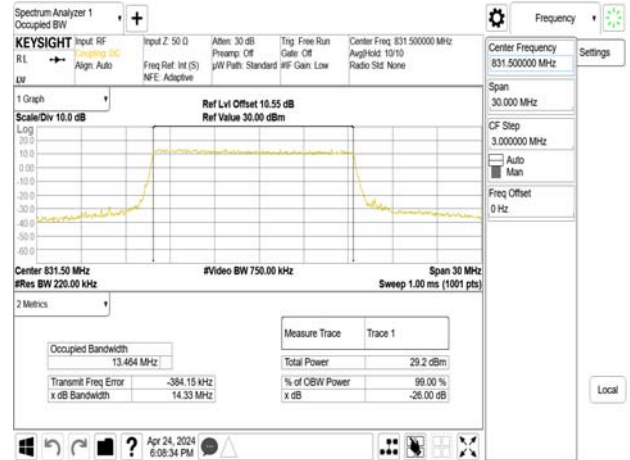 Spectrum Analyzer 1
Occupied BW
+
Frequency
KEYSIGHT
Input: RF
Coupling: DC
Align: Auto
Input Z: 50 Ω
Freq Ref: Int (S)
NFE: Adaptive
Atten: 30 dB
Preamp: Off
µW Path: Standard
Trig: Free Run
Gate: Off
#IF Gain: Low
Center Freq: 831.500000 MHz
Avg|Hold: 10/10
Radio Std: None
RL
Center Frequency
831.500000 MHz
Settings
Span
30.000 MHz
CF Step
3.000000 MHz
Auto
Man
Freq Offset
0 Hz
Local
1 Graph
Scale/Div 10.0 dB
Ref Lvl Offset 10.55 dB
Ref Value 30.00 dBm
Log
20.0
10.0
0.00
-10.0
-20.0
-30.0
-40.0
-50.0
-60.0
Center 831.50 MHz
#Res BW 220.00 kHz
#Video BW 750.00 kHz
Span 30 MHz
Sweep 1.00 ms (1001 pts)
2 Metrics
Measure Trace Trace 1
Occupied Bandwidth
13.464 MHz
Total Power 29.2 dBm
Transmit Freq Error -384.15 kHz
% of OBW Power 99.00 %
x dB Bandwidth 14.33 MHz
x dB -26.00 dB
?
Apr 24, 2024
6:08:34 PM